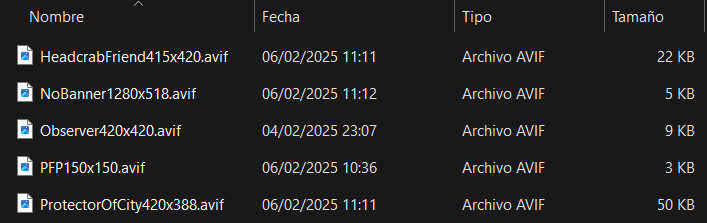 Nombre Fecha Tipo Tamaño
HeadcrabFriend415x420.avif 06/02/2025 11:11 Archivo AVIF 22 KB
NoBanner1280x518.avif 06/02/2025 11:12 Archivo AVIF 5 KB
Observer420x420.avif 04/02/2025 23:07 Archivo AVIF 9 KB
PFP150x150.avif 06/02/2025 10:36 Archivo AVIF 3 KB
ProtectorOfCity420x388.avif 06/02/2025 11:11 Archivo AVIF 50 KB